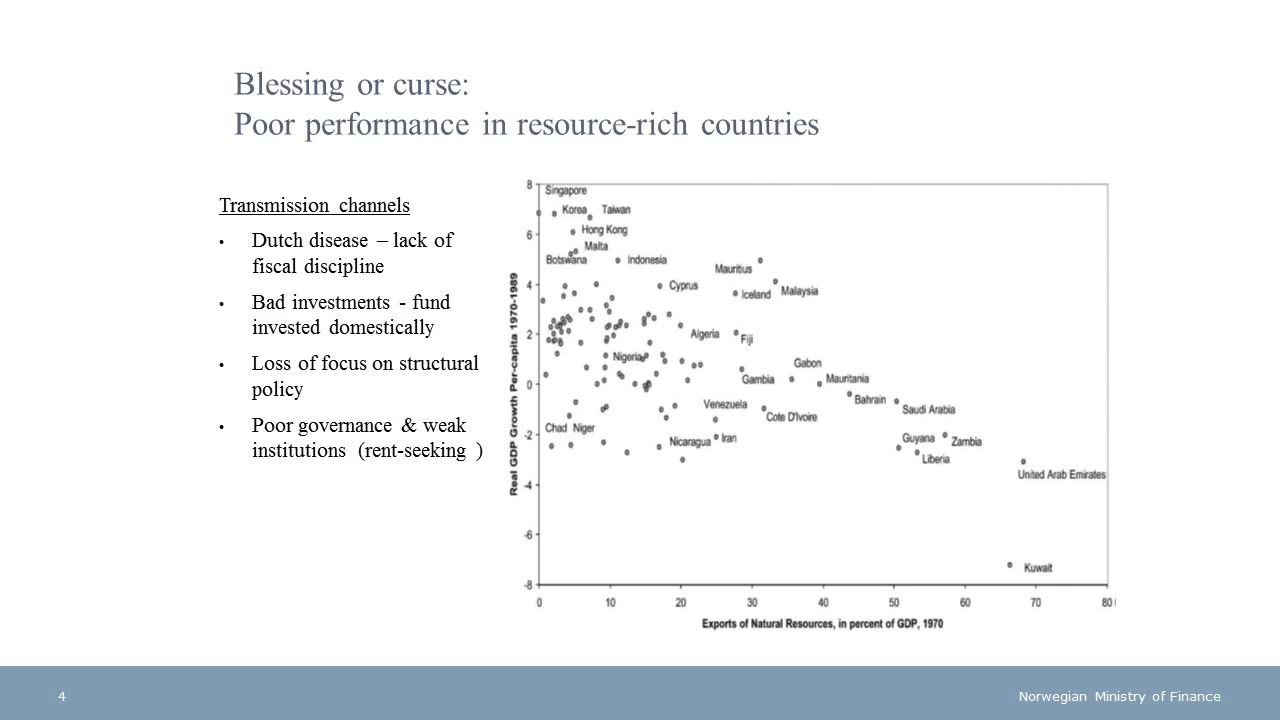 Blessing or curse:
Poor performance in resource-rich countries
Transmission channels
• Dutch disease – lack of
fiscal discipline
• Bad investments - fund
invested domestically
• Loss of focus on structural
policy
• Poor governance & weak
institutions (rent-seeking )
Real GDP Growth Per-capita 1970-1989
8
6
4
2
0
-2
-4
-6
-8
Singapore
Korea Taiwan
Hong Kong
Malta
Botswana Indonesia
Mauritius
Cyprus
Iceland Malaysia
Algeria Fiji
Nigeria
Gabon
Gambia Mauritania
Bahrain
Venezuela
Saudi Arabia
Cote D'Ivoire
Chad Niger
Nicaragua Iran
Guyana Zambia
Liberia
United Arab Emirates
Kuwait
0 10 20 30 40 50 60 70 80
Exports of Natural Resources, in percent of GDP, 1970
4 Norwegian Ministry of Finance